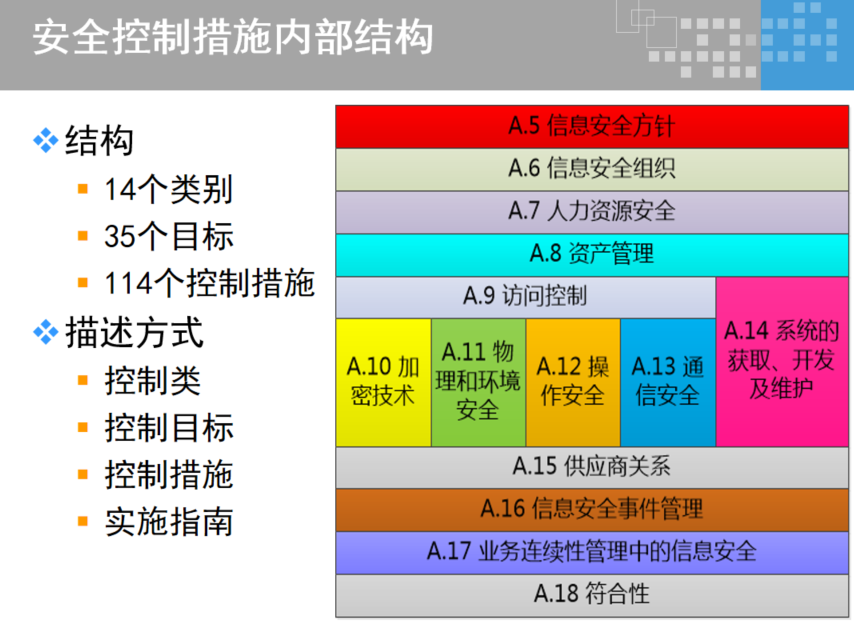 安全控制措施内部结构
结构
14个类别
35个目标
114个控制措施
描述方式
控制类
控制目标
控制措施
实施指南
A.5 信息安全方针
A.6 信息安全组织
A.7 人力资源安全
A.8 资产管理
A.9 访问控制
A.10 加
密技术
A.11 物
理和环境
安全
A.12 操
作安全
A.13 通
信安全
A.14 系统的
获取、开发
及维护
A.15 供应商关系
A.16 信息安全事件管理
A.17 业务连续性管理中的信息安全
A.18 符合性